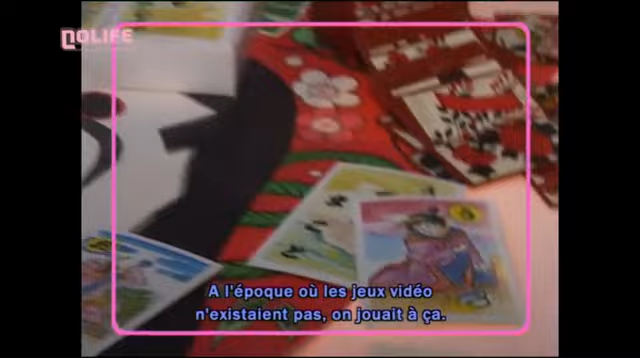 NOLIFE
A l'époque où les jeux vidéo
n'existaient pas, on jouait à ça.